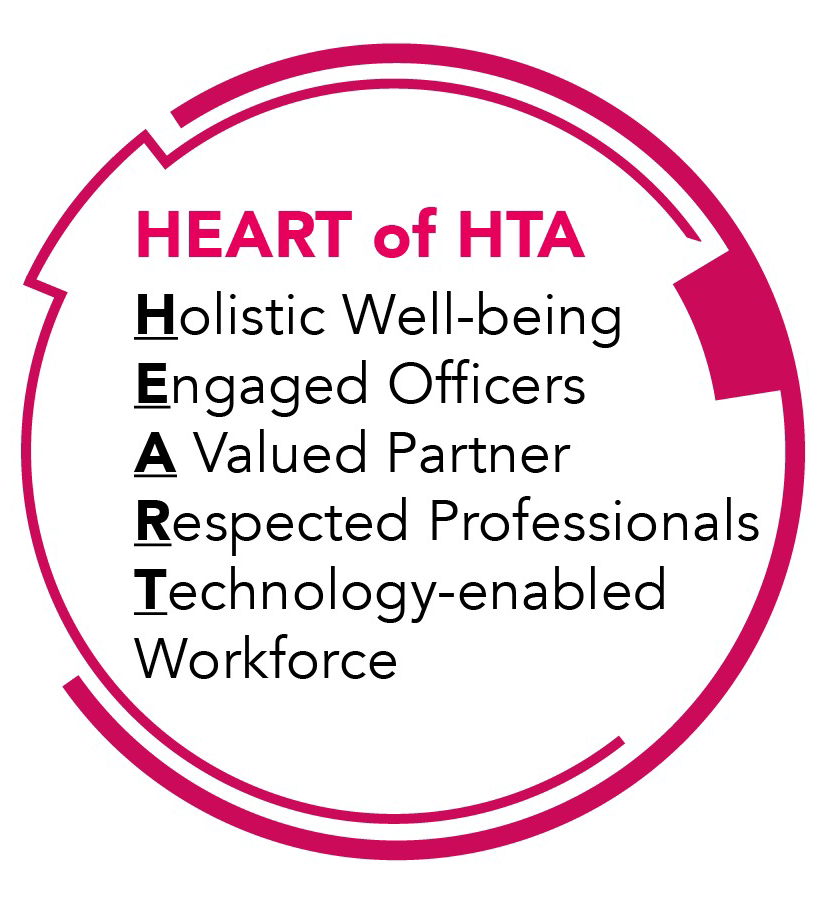 HEART of HTA
Holistic Well-being
Engaged Officers
A Valued Partner
Respected Professionals
Technology-enabled
Workforce